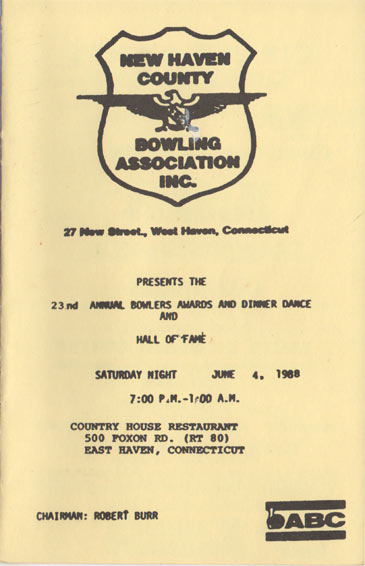 NEW HAVEN
COUNTY
BOWLING
ASSOCIATION
INC.
27 New Street., West Haven, Connecticut
PRESENTS THE
23nd ANNUAL BOWLERS AWARDS AND DINNER DANCE
AND
HALL OF FAME
SATURDAY NIGHT JUNE 4, 1988
7:00 P.M.-1:00 A.M.
COUNTRY HOUSE RESTAURANT
500 FOXON RD. (RT 80)
EAST HAVEN, CONNECTICUT
CHAIRMAN: ROBERT BURR
ABC